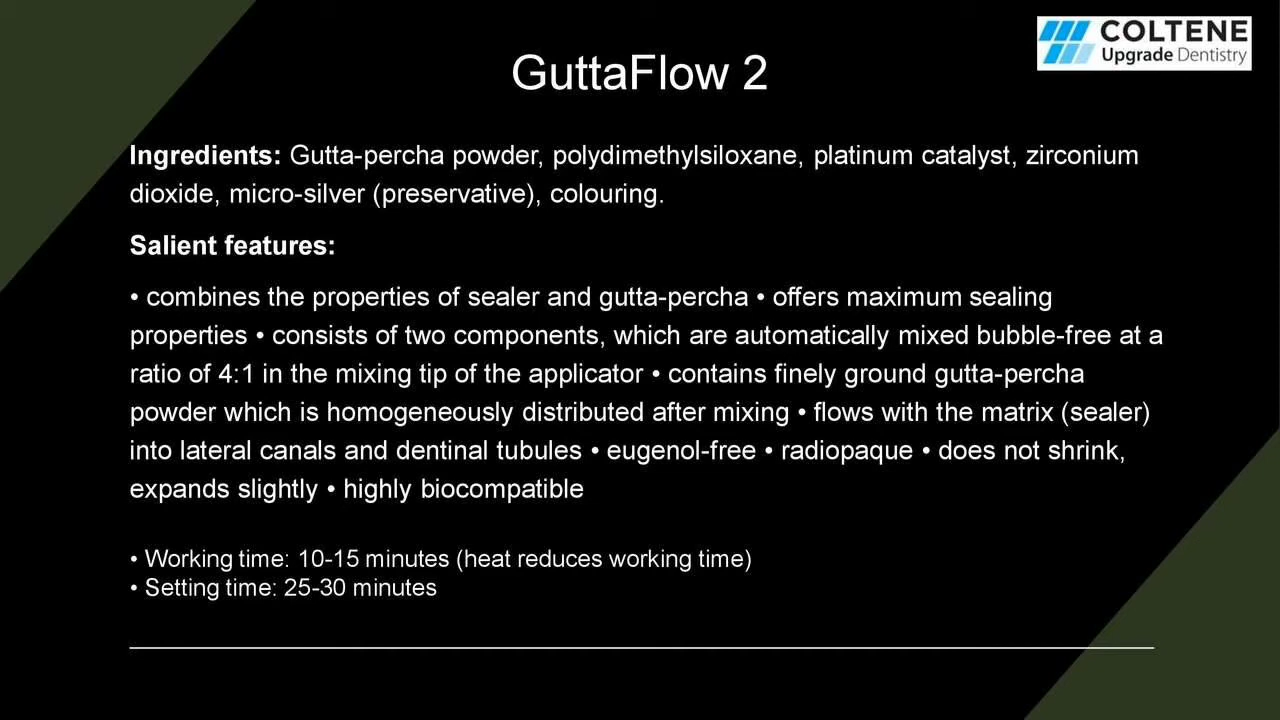 COLTENE
Upgrade Dentistry
GuttaFlow 2
Ingredients: Gutta-percha powder, polydimethylsiloxane, platinum catalyst, zirconium
dioxide, micro-silver (preservative), colouring.
Salient features:
• combines the properties of sealer and gutta-percha • offers maximum sealing
properties • consists of two components, which are automatically mixed bubble-free at a
ratio of 4:1 in the mixing tip of the applicator • contains finely ground gutta-percha
powder which is homogeneously distributed after mixing • flows with the matrix (sealer)
into lateral canals and dentinal tubules • eugenol-free • radiopaque • does not shrink,
expands slightly • highly biocompatible
• Working time: 10-15 minutes (heat reduces working time)
• Setting time: 25-30 minutes